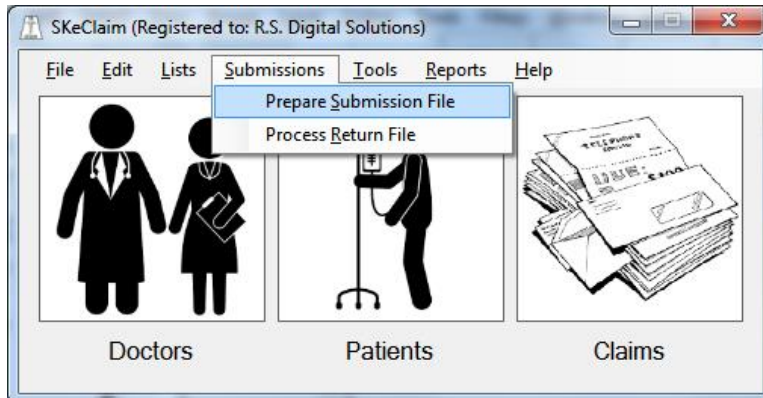 SKeClaim (Registered to: R.S. Digital Solutions)
File Edit Lists Submissions Tools Reports Help
Prepare Submission File
Process Return File
TELEPHONE
Doctors Patients Claims